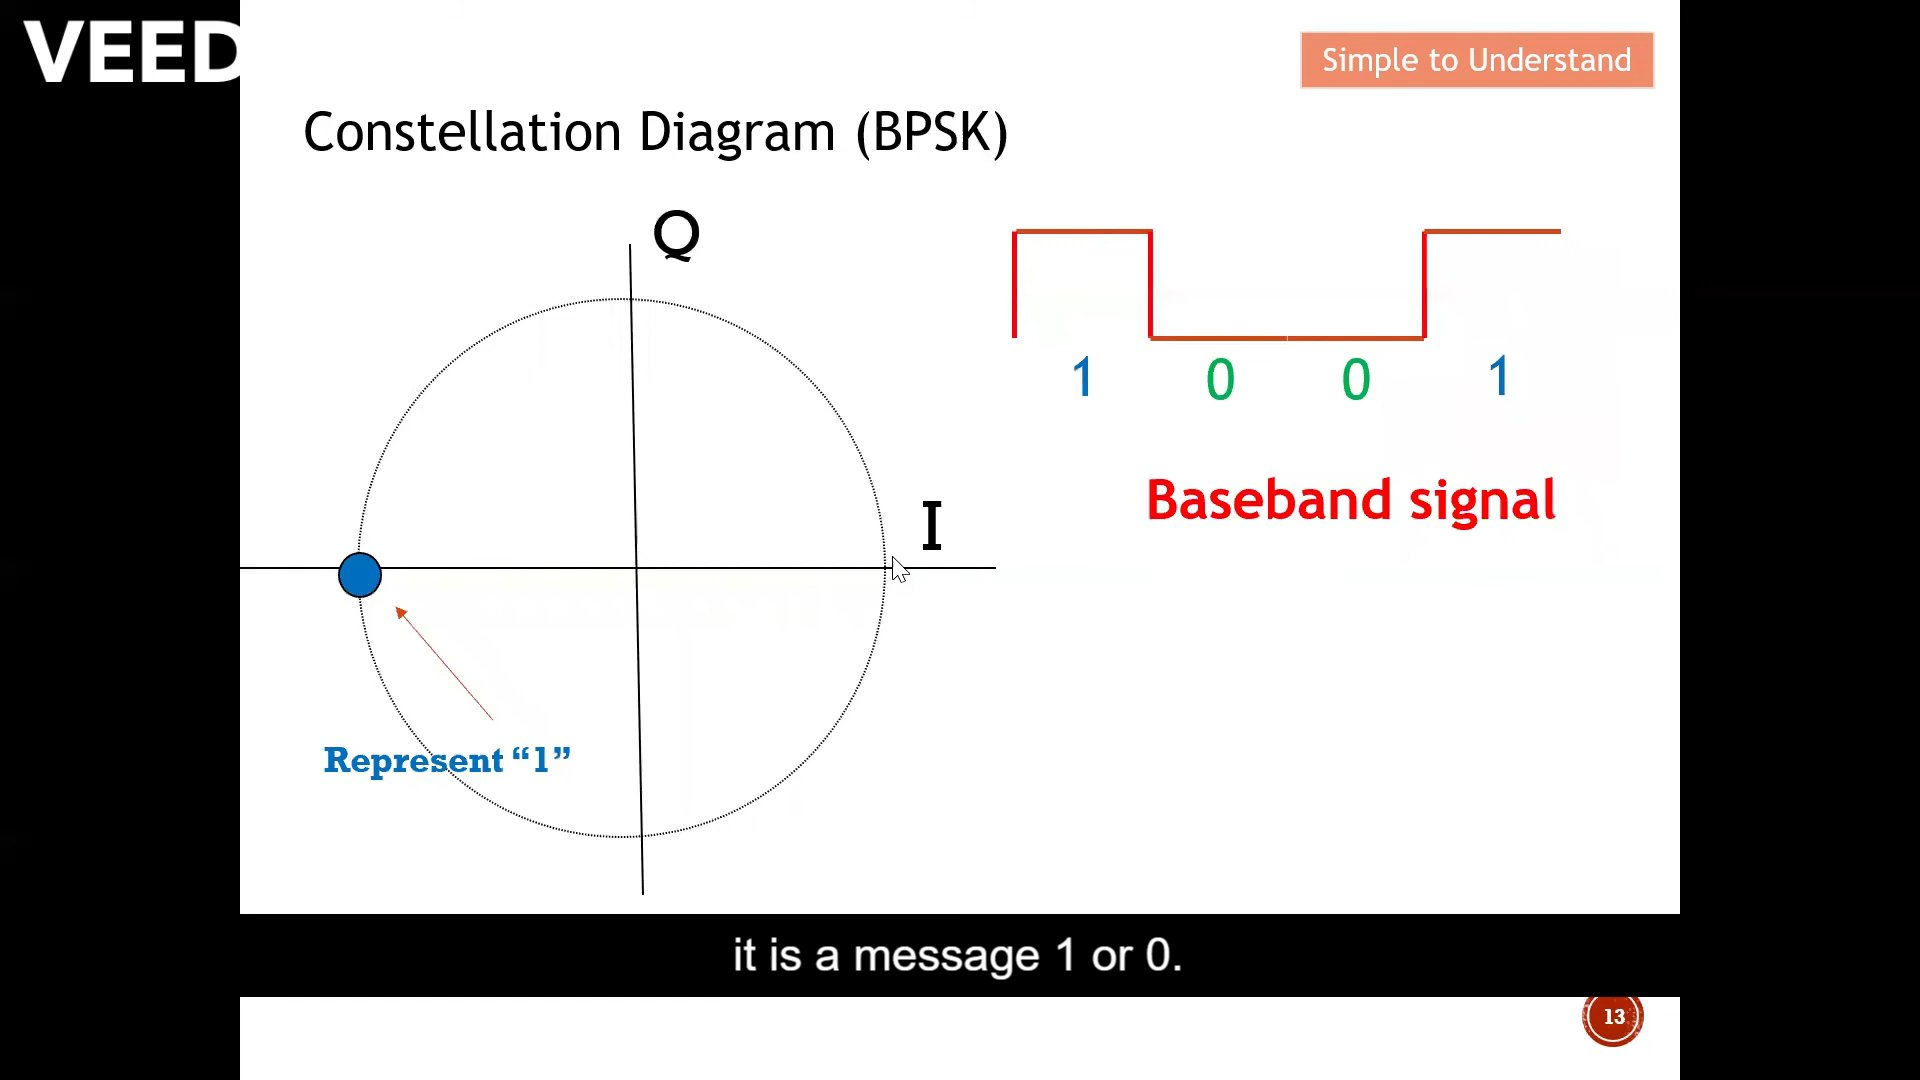 VEED
Simple to Understand
Constellation Diagram (BPSK)
Q
I
1 0 0 1
Baseband signal
Represent “1”
it is a message 1 or 0.
13